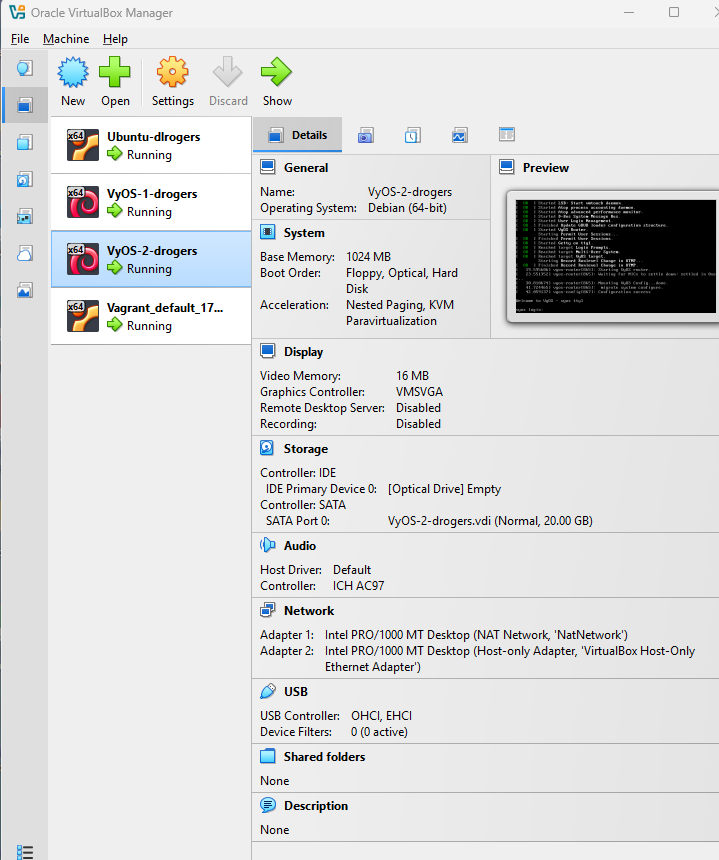 Oracle VirtualBox Manager
File Machine Help
New Open Settings Discard Show
x64 Ubuntu-dlrogers
Running
x64 VyOS-1-drogers
Running
x64 VyOS-2-drogers
Running
x64 Vagrant_default_17...
Running
Details
General
Name: VyOS-2-drogers
Operating System: Debian (64-bit)
Preview
System
Base Memory: 1024 MB
Boot Order: Floppy, Optical, Hard
Disk
Acceleration: Nested Paging, KVM
Paravirtualization
Display
Video Memory: 16 MB
Graphics Controller: VMSVGA
Remote Desktop Server: Disabled
Recording: Disabled
Storage
Controller: IDE
IDE Primary Device 0: [Optical Drive] Empty
Controller: SATA
SATA Port 0: VyOS-2-drogers.vdi (Normal, 20.00 GB)
Audio
Host Driver: Default
Controller: ICH AC97
Network
Adapter 1: Intel PRO/1000 MT Desktop (NAT Network, 'NatNetwork')
Adapter 2: Intel PRO/1000 MT Desktop (Host-only Adapter, 'VirtualBox Host-Only
Ethernet Adapter')
USB
USB Controller: OHCI, EHCI
Device Filters: 0 (0 active)
Shared folders
None
Description
None